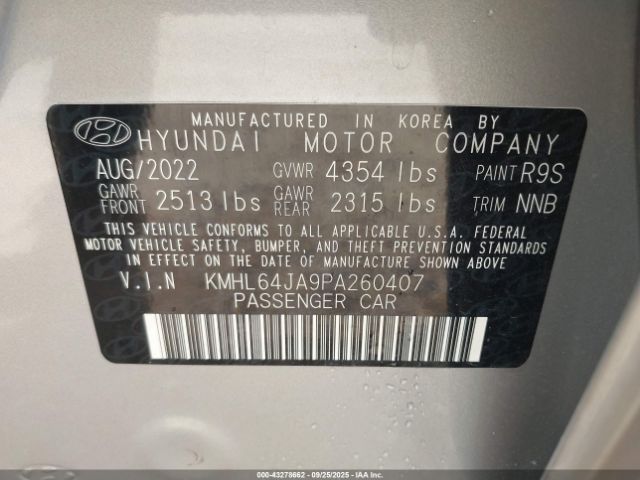 MANUFACTURED IN KOREA BY
HYUNDAI MOTOR COMPANY
AUG/2022 GVWR 4354 lbs PAINT R9S
GAWR FRONT 2513 lbs GAWR REAR 2315 lbs TRIM NNB
THIS VEHICLE CONFORMS TO ALL APPLICABLE U.S.A. FEDERAL
MOTOR VEHICLE SAFETY, BUMPER, AND THEFT PREVENTION STANDARDS
IN EFFECT ON THE DATE OF MANUFACTURE SHOWN ABOVE
V.I.N KMHL64JA9PA260407
PASSENGER CAR
000-43278662 - 09/25/2025 - IAAI.COM